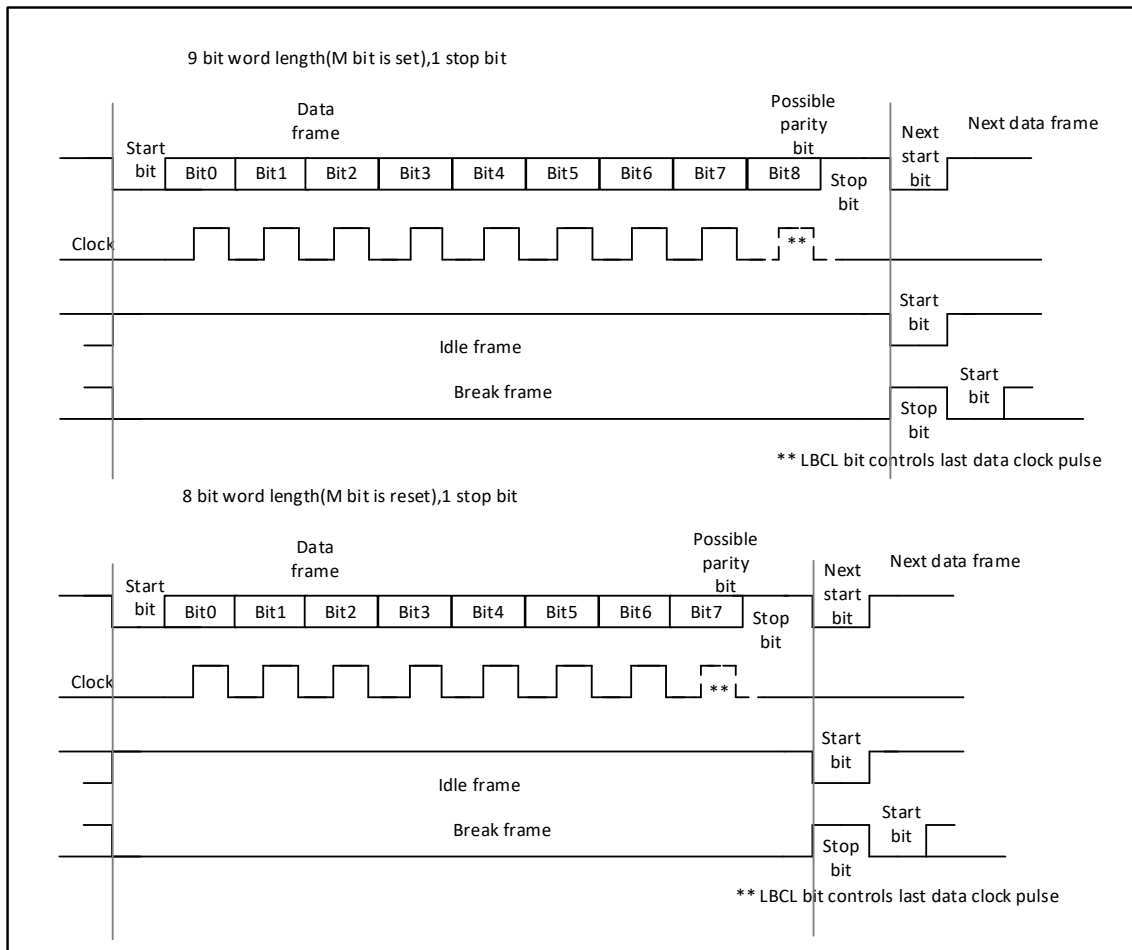 9 bit word length(M bit is set),1 stop bit
Data
frame
Possible
parity
bit
Start
bit
Next
start
bit
Next data frame
Bit0 Bit1 Bit2 Bit3 Bit4 Bit5 Bit6 Bit7 Bit8
Stop
bit
Clock
**
Start
bit
Idle frame
Break frame
Start
bit
Stop
bit
** LBCL bit controls last data clock pulse
8 bit word length(M bit is reset),1 stop bit
Data
frame
Possible
parity
bit
Start
bit
Next
start
bit
Next data frame
Bit0 Bit1 Bit2 Bit3 Bit4 Bit5 Bit6 Bit7
Stop
bit
Clock
**
Start
bit
Idle frame
Break frame
Start
bit
Stop
bit
** LBCL bit controls last data clock pulse